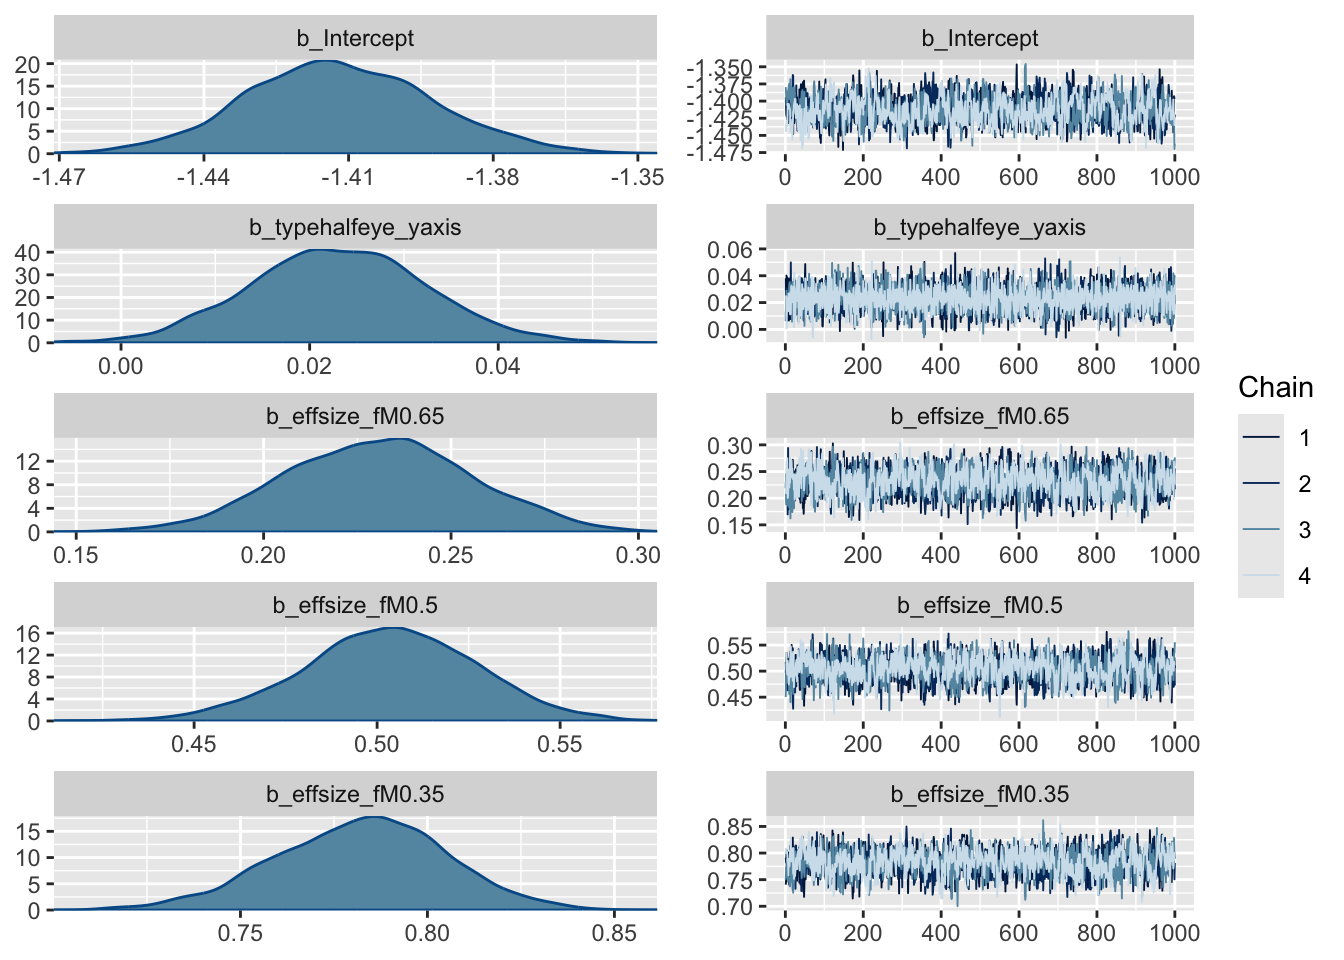 b_Intercept
20
15
10
5
0
-1.47 -1.44 -1.41 -1.38 -1.35
b_Intercept
-1.350
-1.375
-1.400
-1.425
-1.450
-1.475
0 200 400 600 800 1000
b_typehalfeye_yaxis
40
30
20
10
0
0.00 0.02 0.04
b_typehalfeye_yaxis
0.06
0.04
0.02
0.00
0 200 400 600 800 1000
b_effsize_fM0.65
12
8
4
0
0.15 0.20 0.25 0.30
b_effsize_fM0.65
0.30
0.25
0.20
0.15
0 200 400 600 800 1000
b_effsize_fM0.5
16
12
8
4
0
0.45 0.50 0.55
b_effsize_fM0.5
0.55
0.50
0.45
0 200 400 600 800 1000
b_effsize_fM0.35
15
10
5
0
0.75 0.80 0.85
b_effsize_fM0.35
0.85
0.80
0.75
0.70
0 200 400 600 800 1000
Chain
1
2
3
4